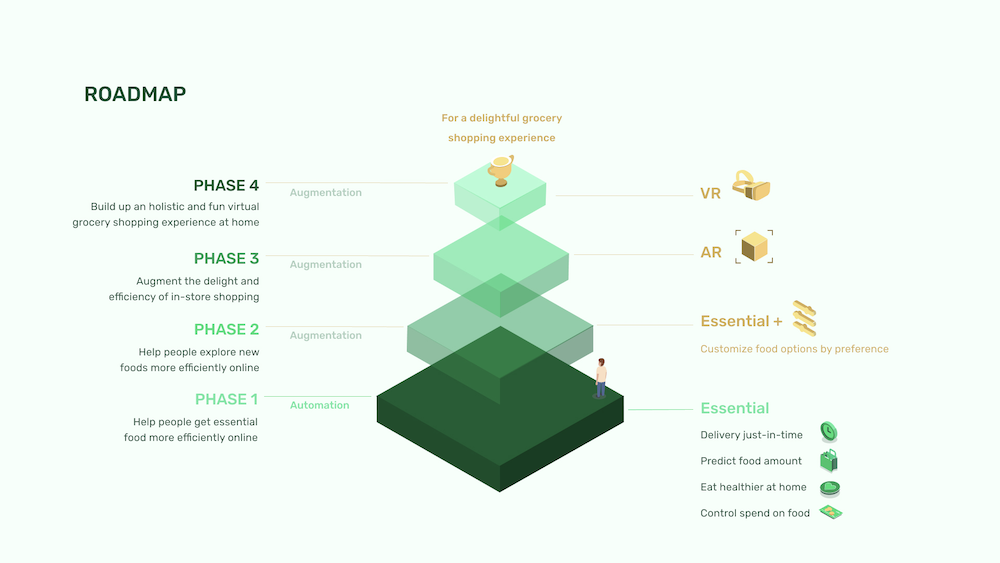 ROADMAP
For a delightful grocery
shopping experience
PHASE 4
Augmentation
Build up an holistic and fun virtual
grocery shopping experience at home
VR
PHASE 3
Augmentation
Augment the delight and
efficiency of in-store shopping
AR
PHASE 2
Augmentation
Help people explore new
foods more efficiently online
Essential +
Customize food options by preference
PHASE 1
Automation
Help people get essential
food more efficiently online
Essential
Delivery just-in-time
Predict food amount
Eat healthier at home
Control spend on food